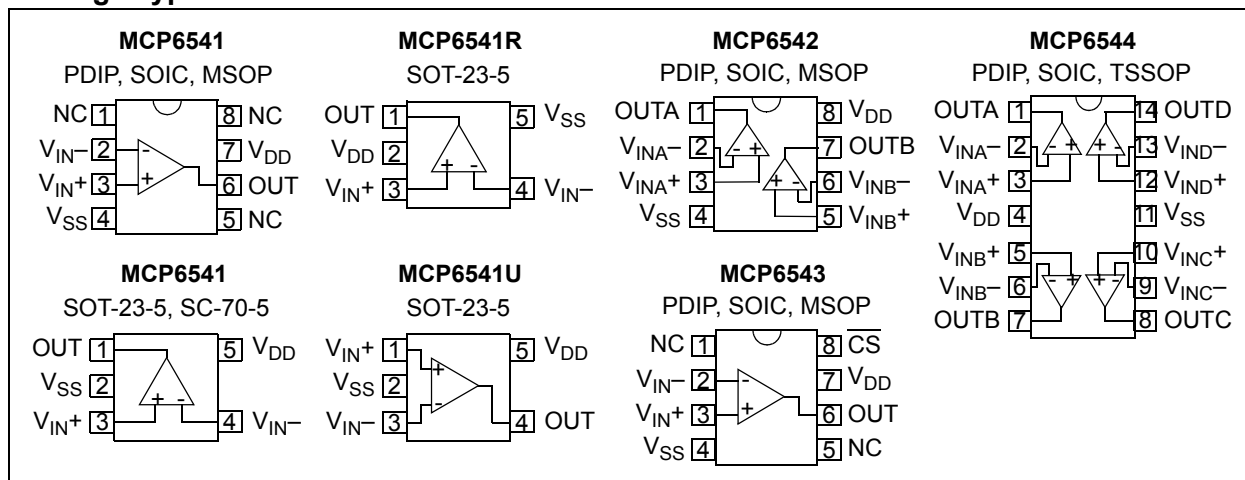 MCP6541
PDIP, SOIC, MSOP
NC 1 8 NC
VIN– 2 - 7 VDD
VIN+ 3 + 6 OUT
VSS 4 5 NC
MCP6541R
SOT-23-5
OUT 1 5 VSS
VDD 2
VIN+ 3 + - 4 VIN–
MCP6542
PDIP, SOIC, MSOP
OUTA 1 8 VDD
VINA– 2 - + 7 OUTB
VINA+ 3 + - 6 VINB–
VSS 4 5 VINB+
MCP6544
PDIP, SOIC, TSSOP
OUTA 1 14 OUTD
VINA– 2 - + + - 13 VIND–
VINA+ 3 12 VIND+
VDD 4 11 VSS
VINB+ 5 10 VINC+
VINB– 6 - + + - 9 VINC–
OUTB 7 8 OUTC
MCP6541
SOT-23-5, SC-70-5
OUT 1 5 VDD
VSS 2
VIN+ 3 + - 4 VIN–
MCP6541U
SOT-23-5
VIN+ 1 + 5 VDD
VSS 2
VIN– 3 - 4 OUT
MCP6543
PDIP, SOIC, MSOP
NC 1 8 CS
VIN– 2 - 7 VDD
VIN+ 3 + 6 OUT
VSS 4 5 NC